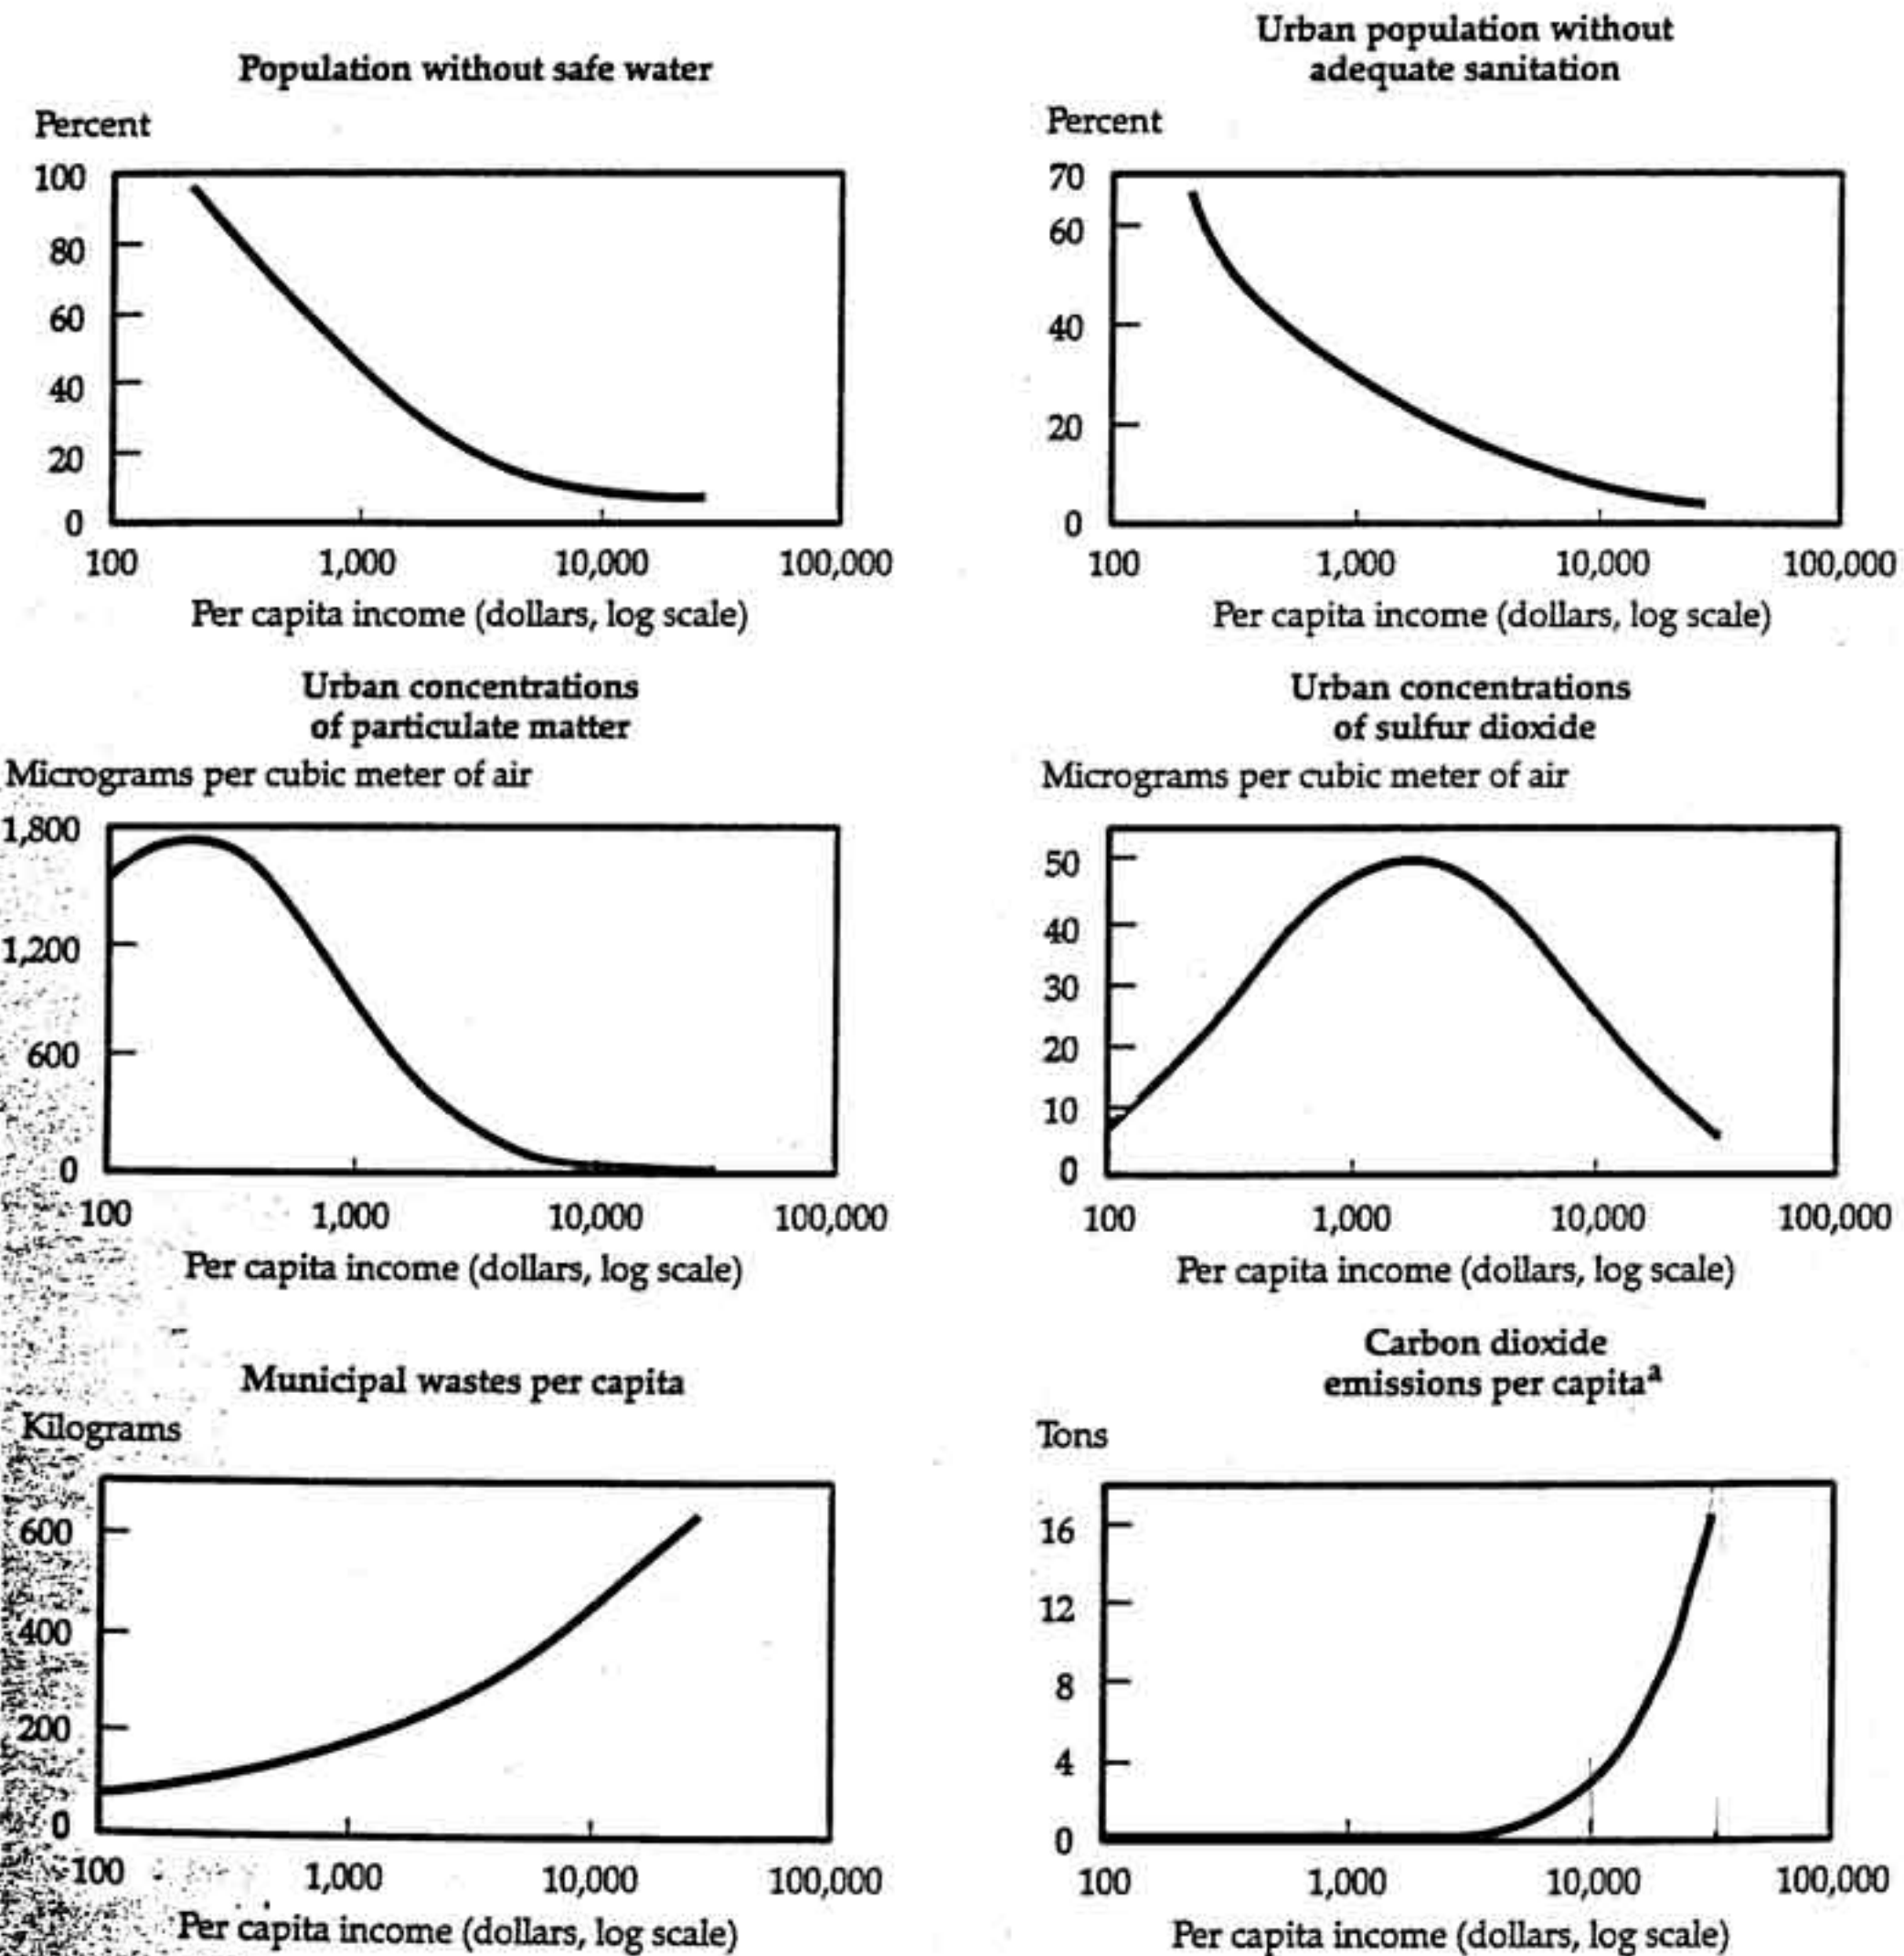 Population without safe water
Percent
100
80
60
40
20
0
100 1,000 10,000 100,000
Per capita income (dollars, log scale)
Urban population without
adequate sanitation
Percent
70
60
40
20
0
100 1,000 10,000 100,000
Per capita income (dollars, log scale)
Urban concentrations
of particulate matter
Micrograms per cubic meter of air
1,800
1,200
600
0
100 1,000 10,000 100,000
Per capita income (dollars, log scale)
Urban concentrations
of sulfur dioxide
Micrograms per cubic meter of air
50
40
30
20
10
0
100 1,000 10,000 100,000
Per capita income (dollars, log scale)
Municipal wastes per capita
Kilograms
600
400
200
0
100 1,000 10,000 100,000
Per capita income (dollars, log scale)
Carbon dioxide
emissions per capitaª
Tons
16
12
8
4
0
100 1,000 10,000 100,000
Per capita income (dollars, log scale)